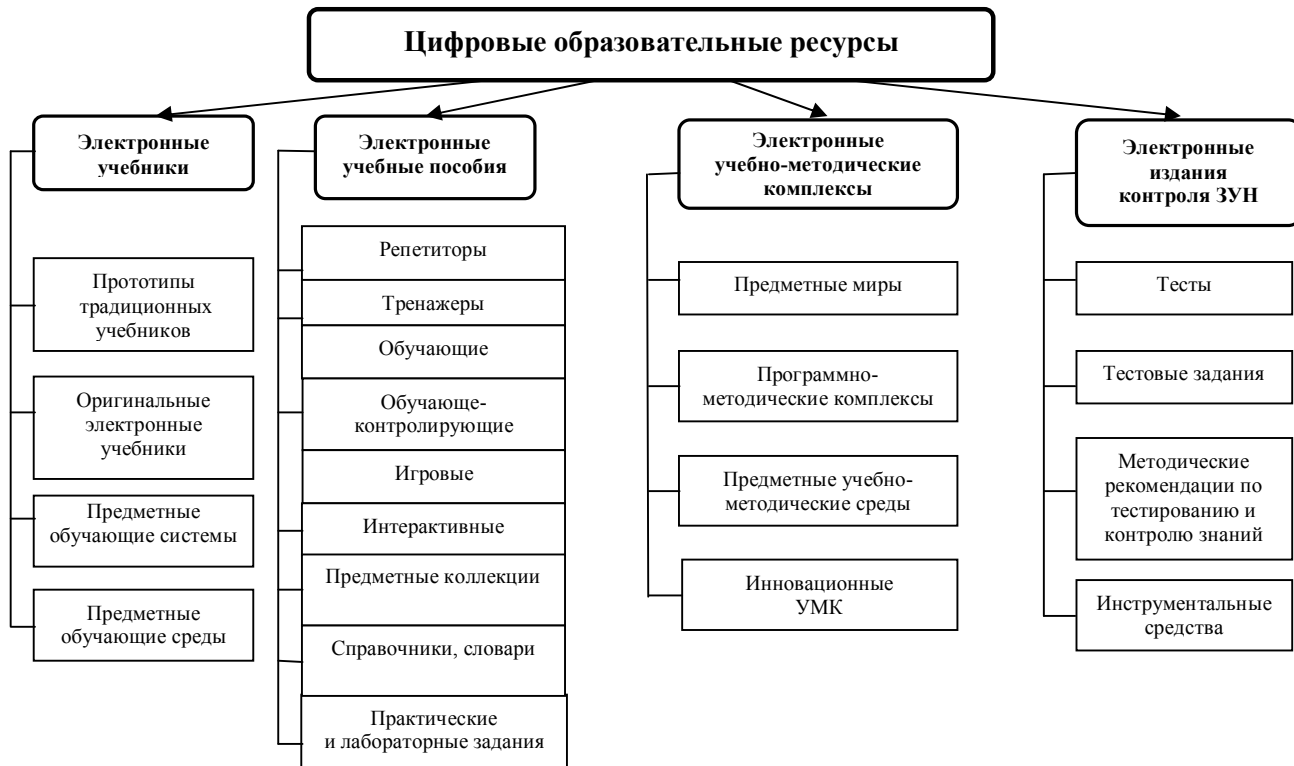 Цифровые образовательные ресурсы
Электронные
учебники
Прототипы
традиционных
учебников
Оригинальные
электронные
учебники
Предметные
обучающие системы
Предметные
обучающие среды
Электронные
учебные пособия
Репетиторы
Тренажеры
Обучающие
Обучающе-
контролирующие
Игровые
Интерактивные
Предметные коллекции
Справочники, словари
Практические
и лабораторные задания
Электронные
учебно-методические
комплексы
Предметные миры
Программно-
методические комплексы
Предметные учебно-
методические среды
Инновационные
УМК
Электронные
издания
контроля ЗУН
Тесты
Тестовые задания
Методические
рекомендации по
тестированию и
контролю знаний
Инструментальные
средства